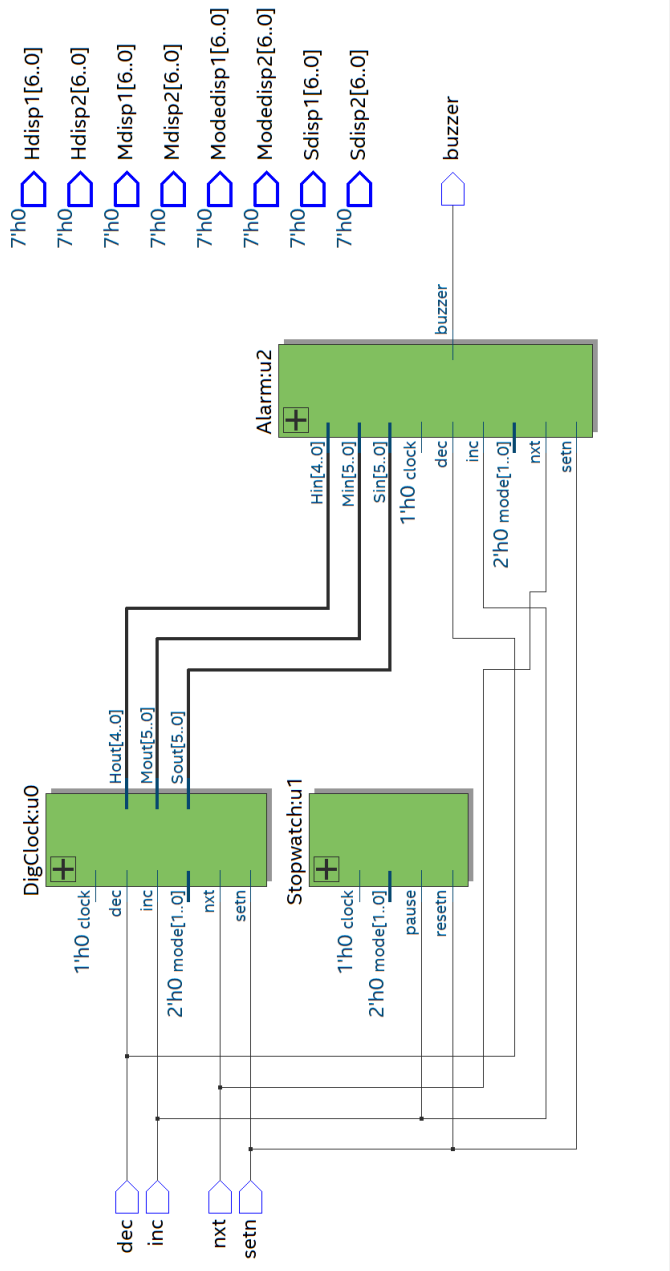 DigClock:u0
1'h0 clock
dec
inc
2'h0 mode[1..0]
nxt
setn
Hout[4..0]
Mout[5..0]
Sout[5..0]
Stopwatch:u1
1'h0 clock
2'h0 mode[1..0]
pause
resetn
dec
inc
nxt
setn
Alarm:u2
Hin[4..0]
Min[5..0]
Sin[5..0]
1'h0 clock
dec
inc
2'h0 mode[1..0]
nxt
setn
buzzer
7'h0 Hdisp1[6..0]
7'h0 Hdisp2[6..0]
7'h0 Mdisp1[6..0]
7'h0 Mdisp2[6..0]
7'h0 Modedisp1[6..0]
7'h0 Modedisp2[6..0]
7'h0 Sdisp1[6..0]
7'h0 Sdisp2[6..0]
buzzer